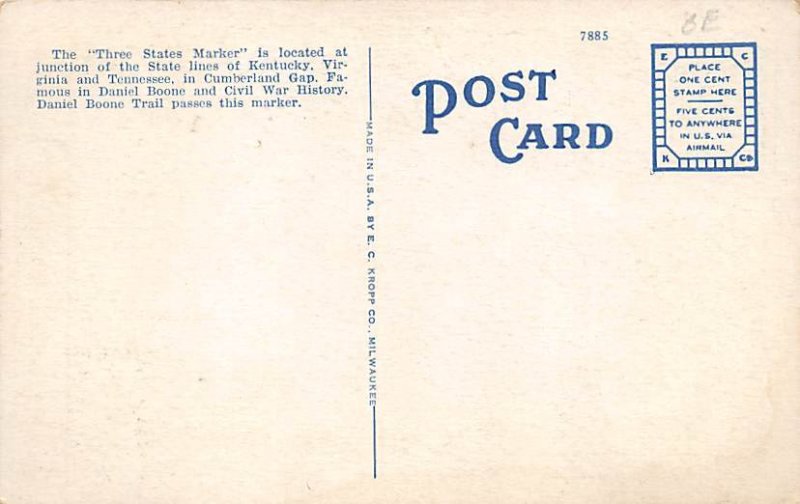 8E
7885
The "Three States Marker" is located at
junction of the State lines of Kentucky, Vir-
ginia and Tennessee, in Cumberland Gap. Fa-
mous in Daniel Boone and Civil War History.
Daniel Boone Trail passes this marker.
MADE IN U.S.A. BY E. C. KROPP CO., MILWAUKEE
POST
CARD
E C
PLACE
ONE CENT
STAMP HERE
FIVE CENTS
TO ANYWHERE
IN U.S. VIA
AIRMAIL
K CO